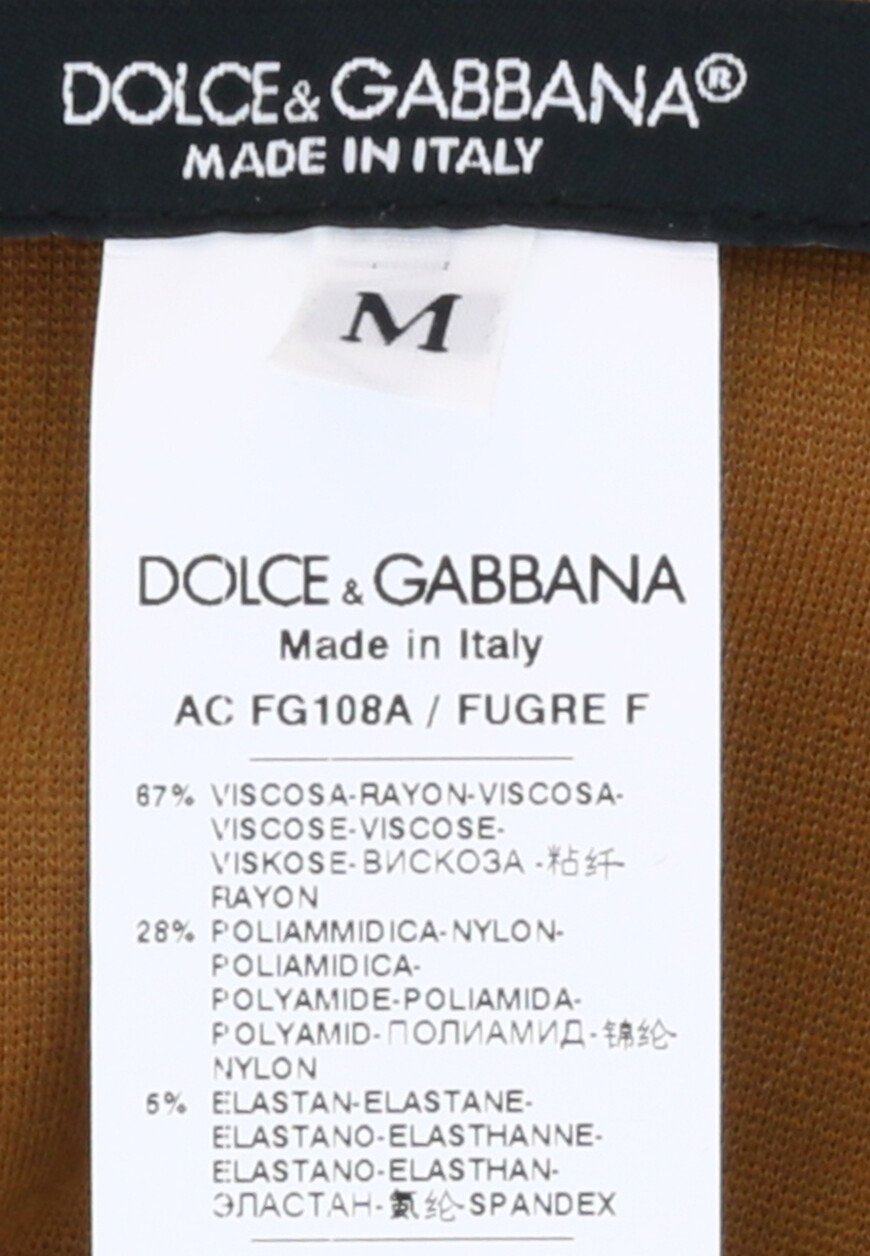 DOLCE&GABBANA®
MADE IN ITALY
M
DOLCE & GABBANA
Made in Italy
AC FG108A / FUGRE F
67% VISCOSA-RAYON-VISCOSA-
VISCOSE-VISCOSE-
VISKOSE-ВИСКОЗА -粘纤-
RAYON
28% POLIAMMIDICA-NYLON-
POLIAMIDICA-
POLYAMIDE-POLIAMIDA-
POLYAMID-ПОЛИАМИД-锦纶-
NYLON
5% ELASTAN-ELASTANE-
ELASTANO-ELASTHANNE-
ELASTANO-ELASTHAN-
ЭЛАСТАН-氨纶-SPANDEX